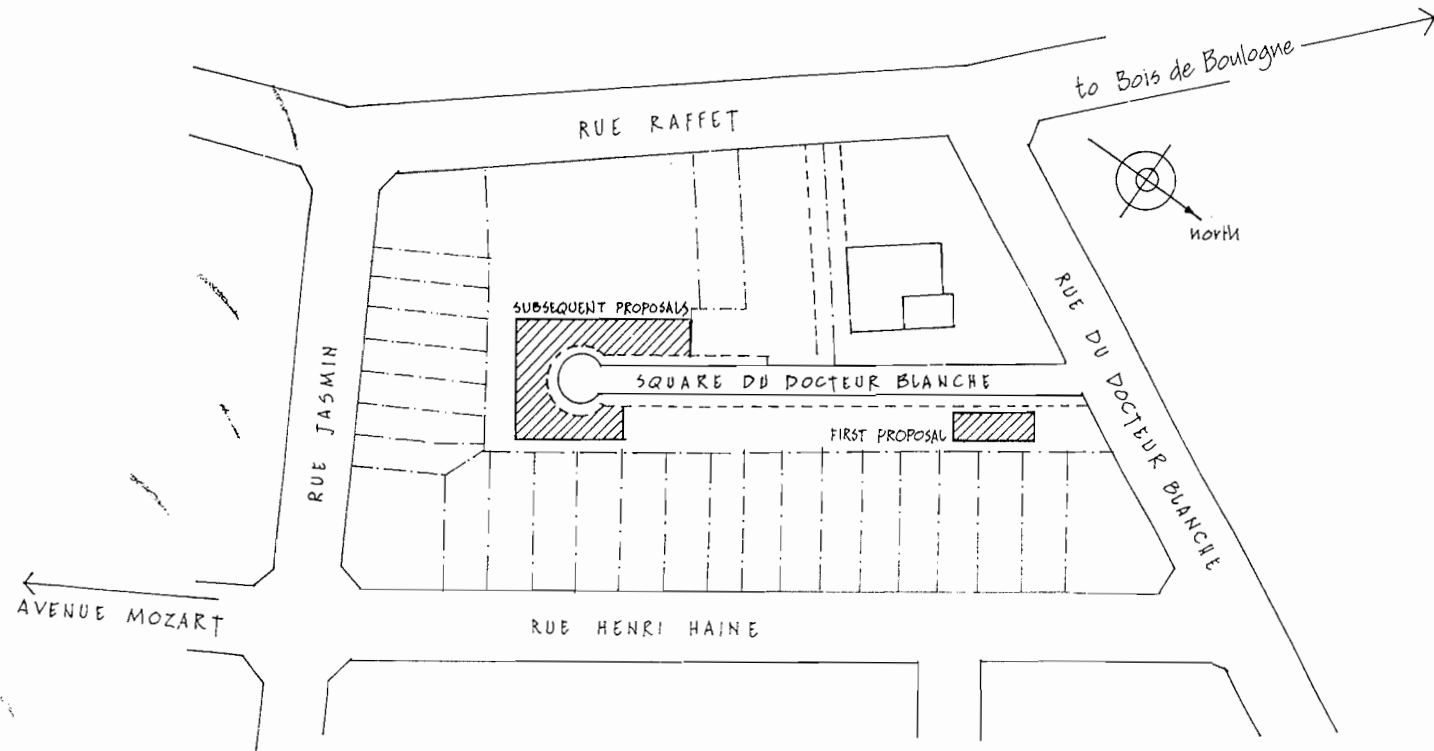 to Bois de Boulogne
RUE RAFFET
north
SUBSEQUENT PROPOSALS
SQUARE DU DOCTEUR BLANCHE
RUE DU DOCTEUR BLANCHE
FIRST PROPOSAL
RUE JASMIN
AVENUE MOZART
RUE HENRI HAINE